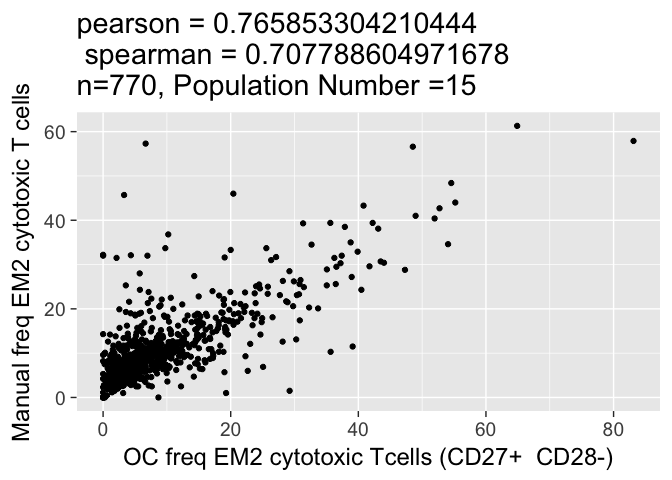 pearson = 0.765853304210444
spearman = 0.707788604971678
n=770, Population Number =15
Manual freq EM2 cytotoxic T cells
60
40
20
0
0 20 40 60 80
OC freq EM2 cytotoxic Tcells (CD27+  CD28-)